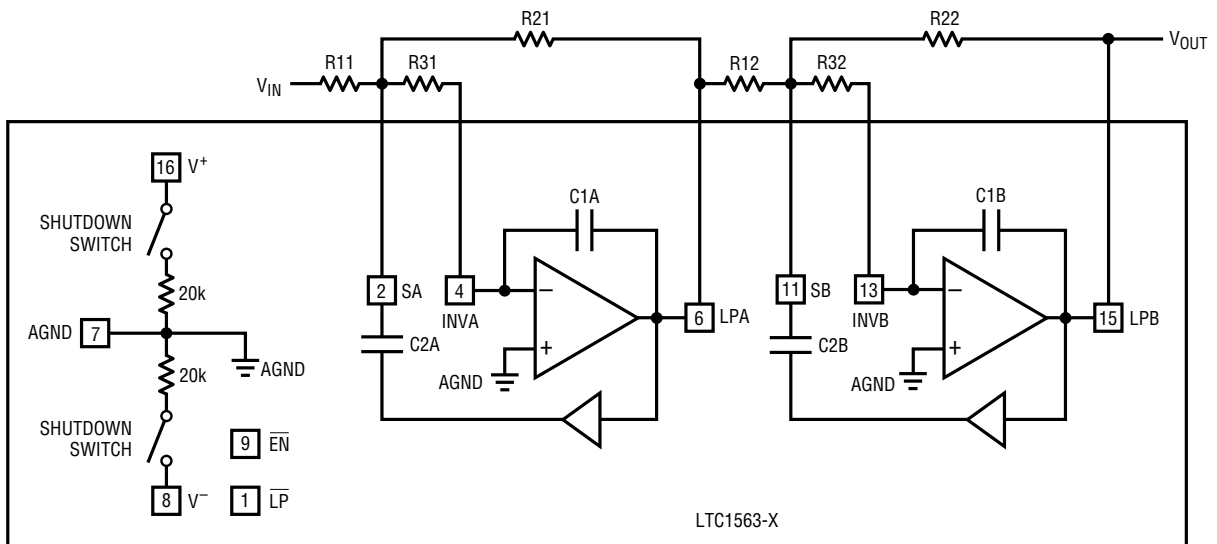 R21
R22
R11
R31
R12
R32
VIN
VOUT
16
V+
SHUTDOWN
SWITCH
20k
AGND
7
AGND
20k
SHUTDOWN
SWITCH
9
EN
8
V−
1
LP
C1A
2
SA
4
INVA
−
+
6
LPA
C2A
AGND
C1B
11
SB
13
INVB
−
+
15
LPB
C2B
AGND
LTC1563-X